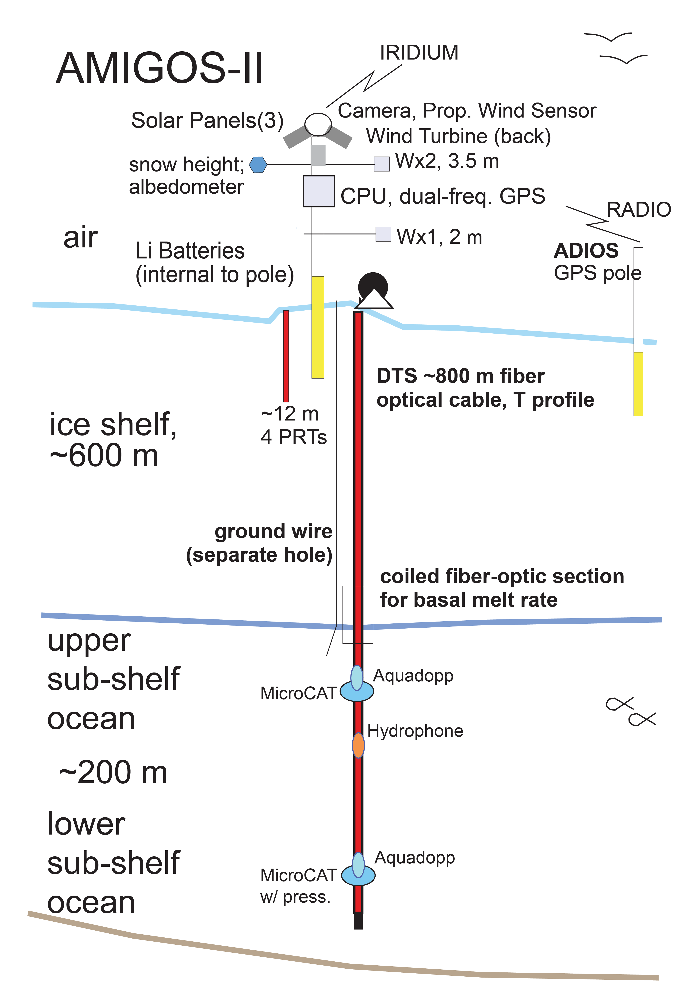 IRIDIUM
AMIGOS-II
Camera, Prop. Wind Sensor
Solar Panels(3)
Wind Turbine (back)
snow height;
albedometer
Wx2, 3.5 m
CPU, dual-freq. GPS
RADIO
air
Wx1, 2 m
Li Batteries
(internal to pole)
ADIOS
GPS pole
DTS ~800 m fiber
optical cable, T profile
~12 m
4 PRTs
ice shelf,
~600 m
ground wire
(separate hole)
coiled fiber-optic section
for basal melt rate
upper
sub-shelf
ocean
Aquadopp
MicroCAT
Hydrophone
~200 m
lower
sub-shelf
ocean
Aquadopp
MicroCAT
w/ press.